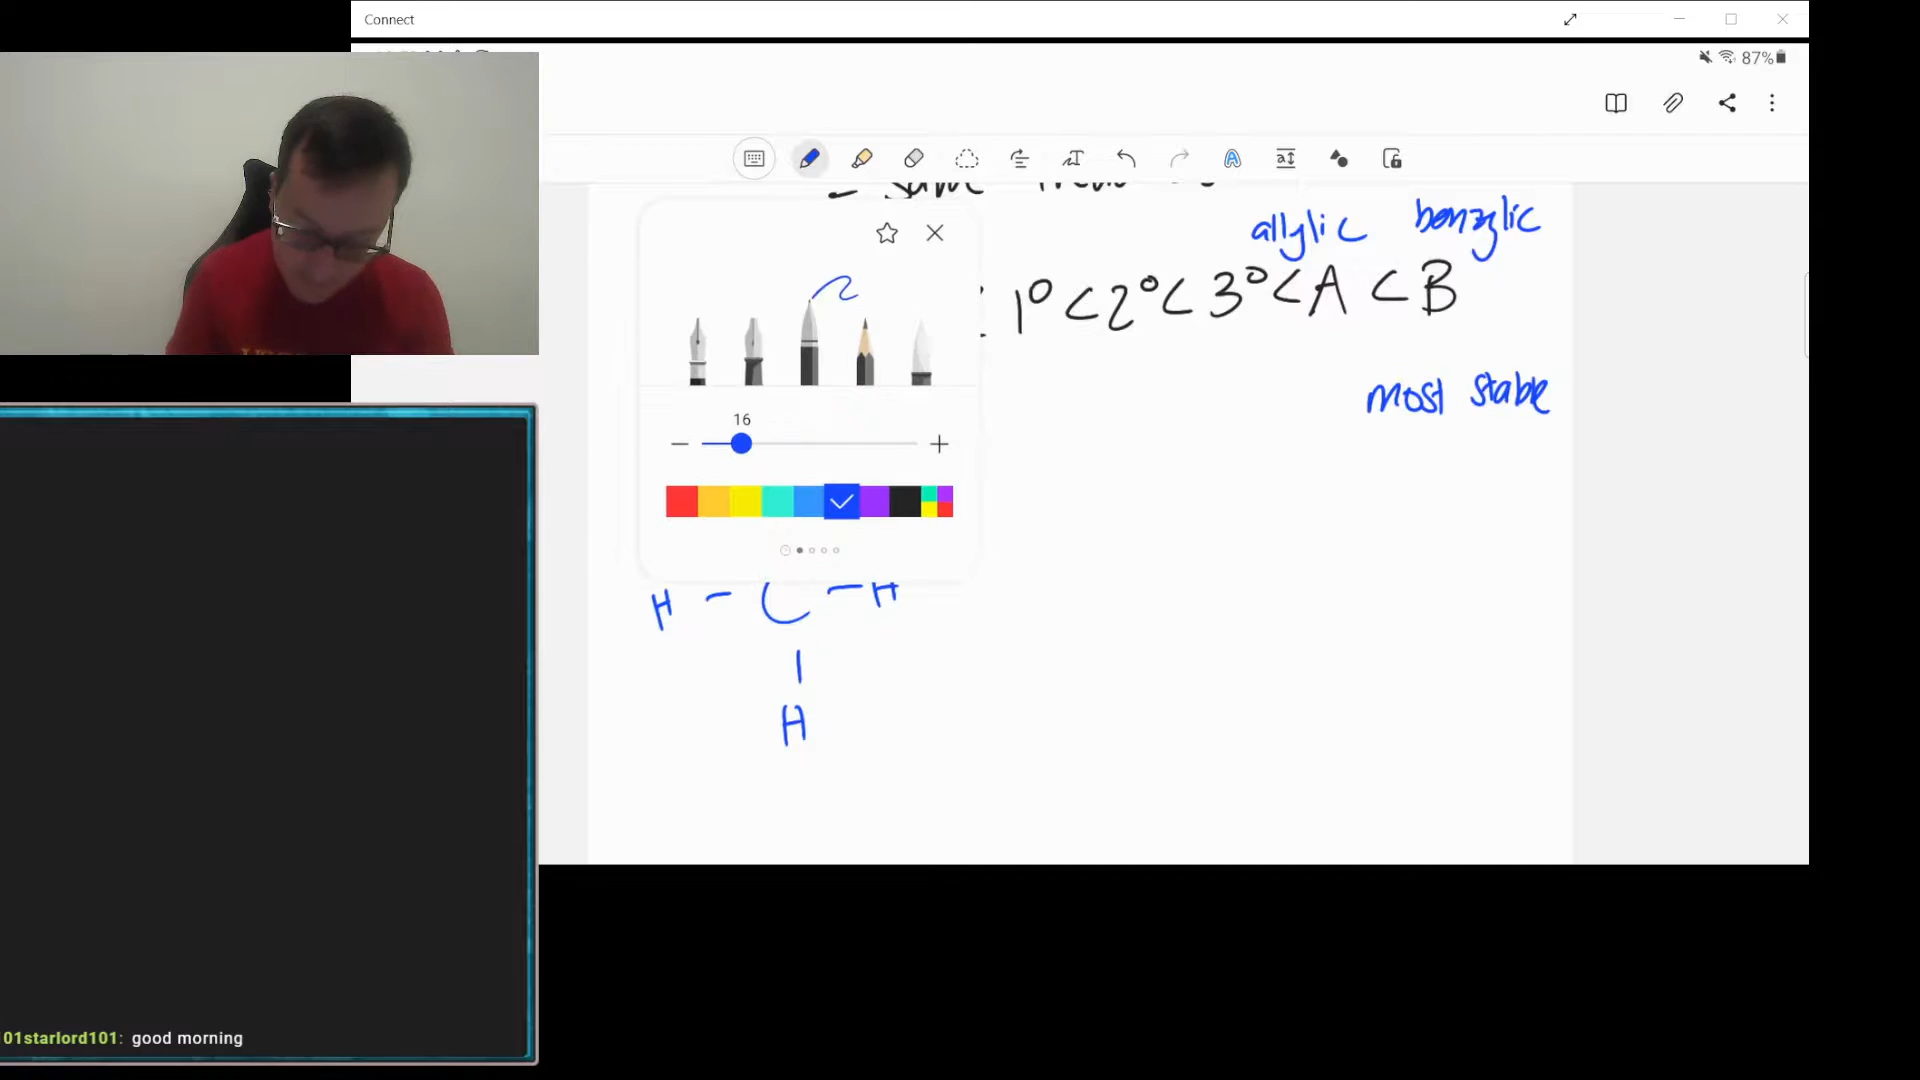 Connect
87%
allylic benzylic
1° < 2° < 3° < A < B
most stable
16
H - C - H
|
H
01starlord101: good morning